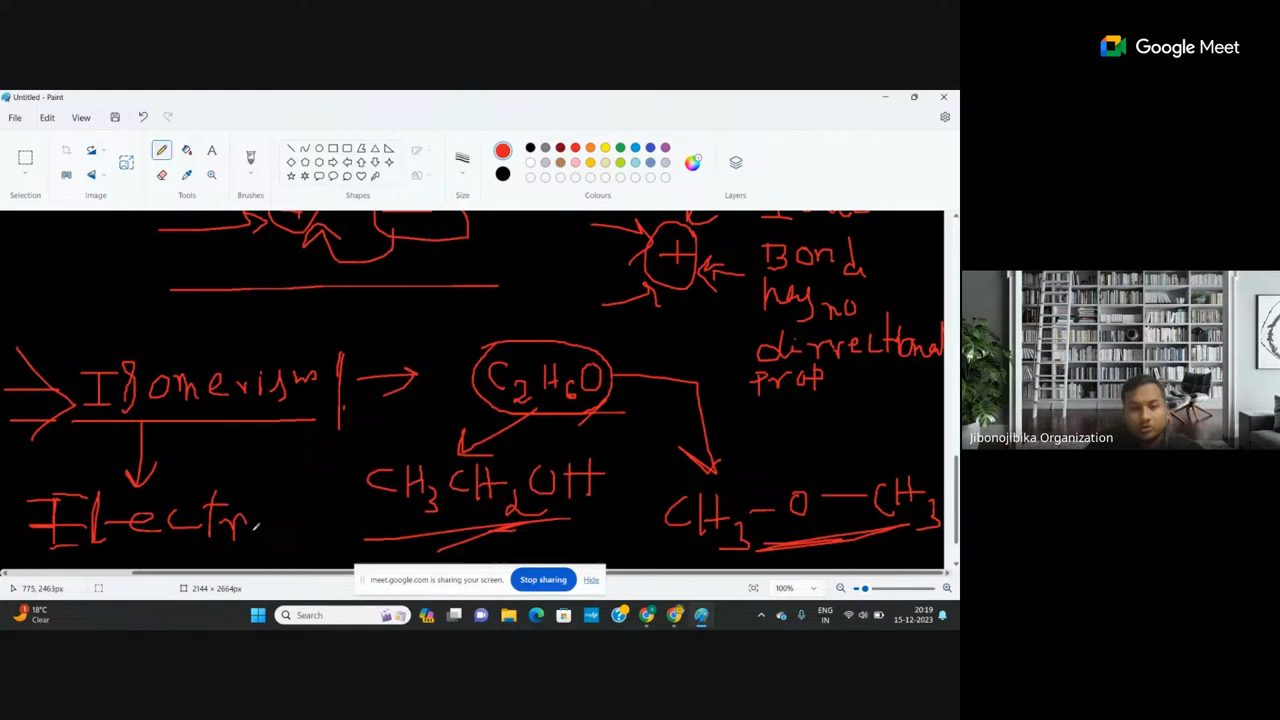 Google Meet
Untitled - Paint
File Edit View
Selection Image Tools Brushes Shapes Size Colours Layers
+
+
Bond
has no
dirrectional
prop
Isomerism
C2H6O
CH3CH2OH
CH3-O-CH3
Electr
Jibonojibika Organization
meet.google.com is sharing your screen. Stop sharing Hide
775, 2463px 2144 × 2664px 100%
18°C
Clear
1
Search
ENG
IN
20:19
15-12-2023